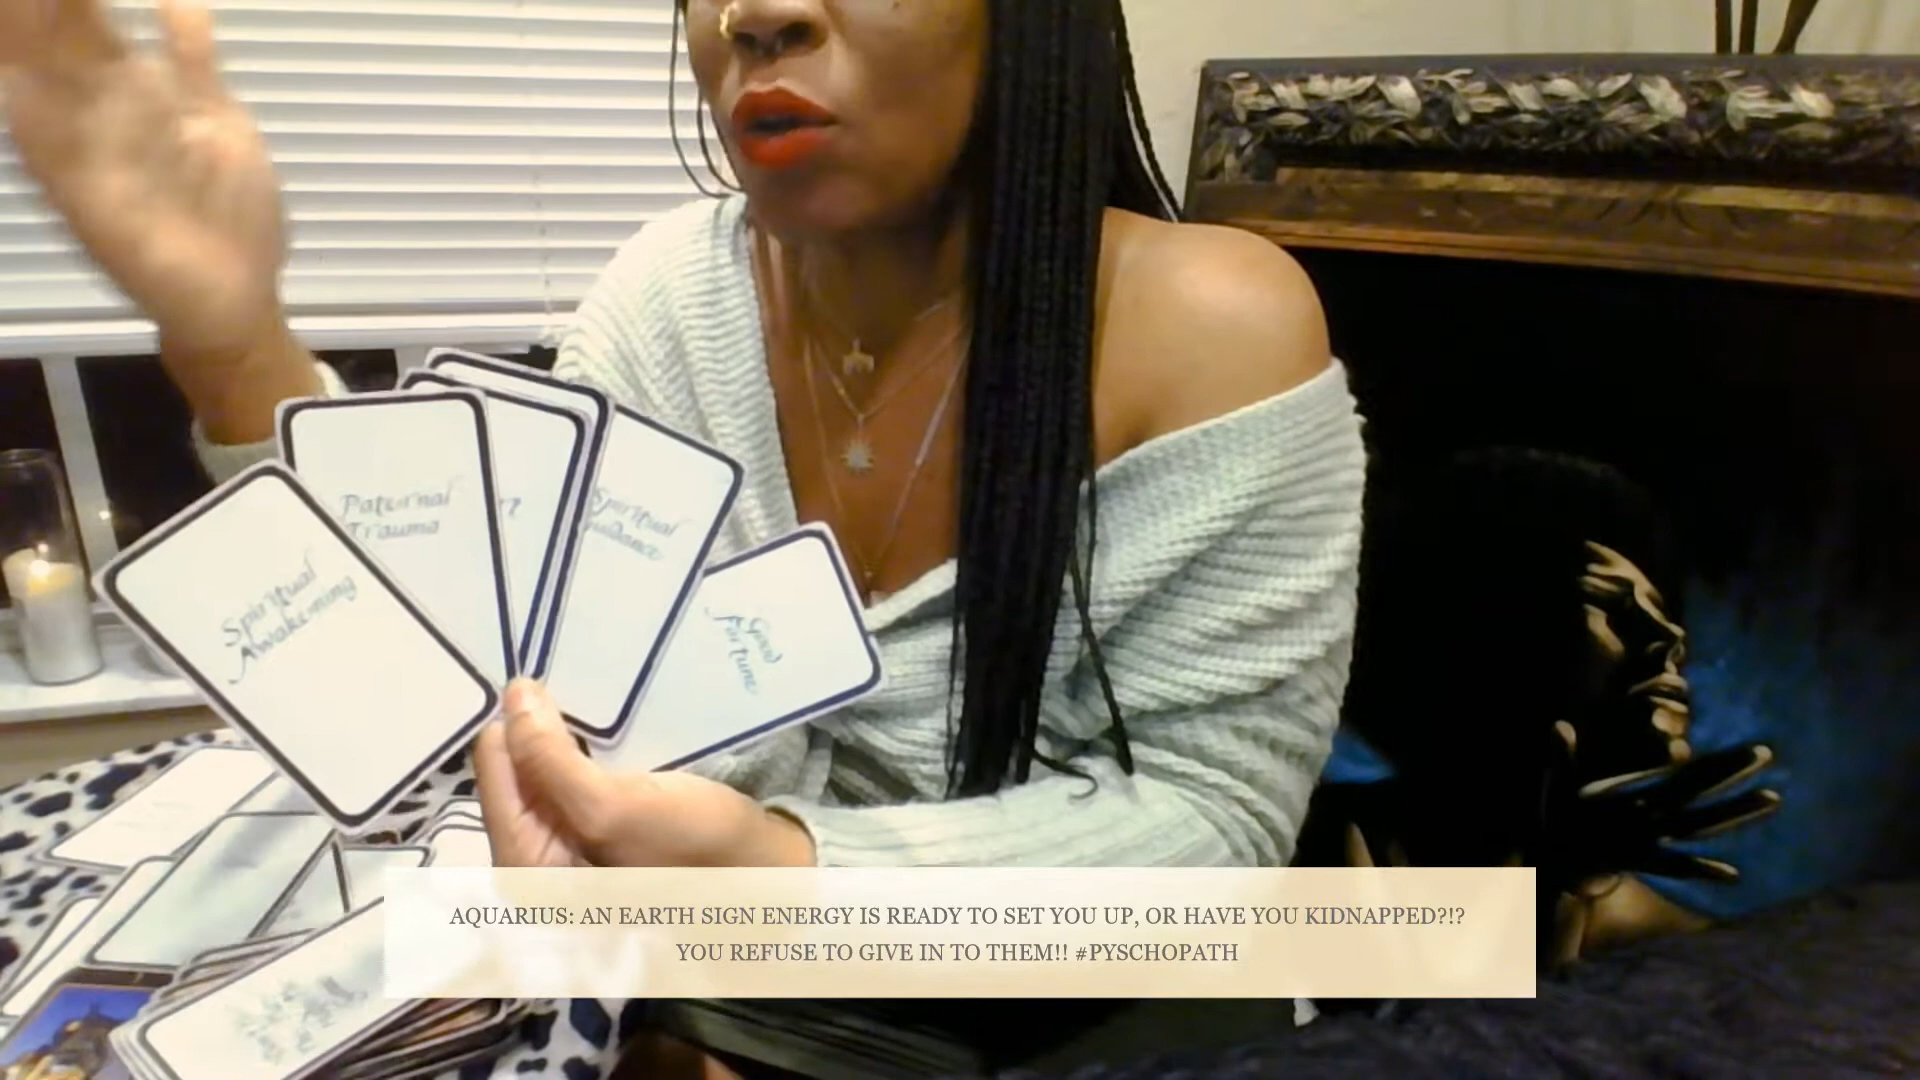 Paternal
Trauma
Spiritual
Spiritual
Awakening
Good
Fortune
AQUARIUS: AN EARTH SIGN ENERGY IS READY TO SET YOU UP, OR HAVE YOU KIDNAPPED?!?
YOU REFUSE TO GIVE IN TO THEM!! #PYSCHOPATH